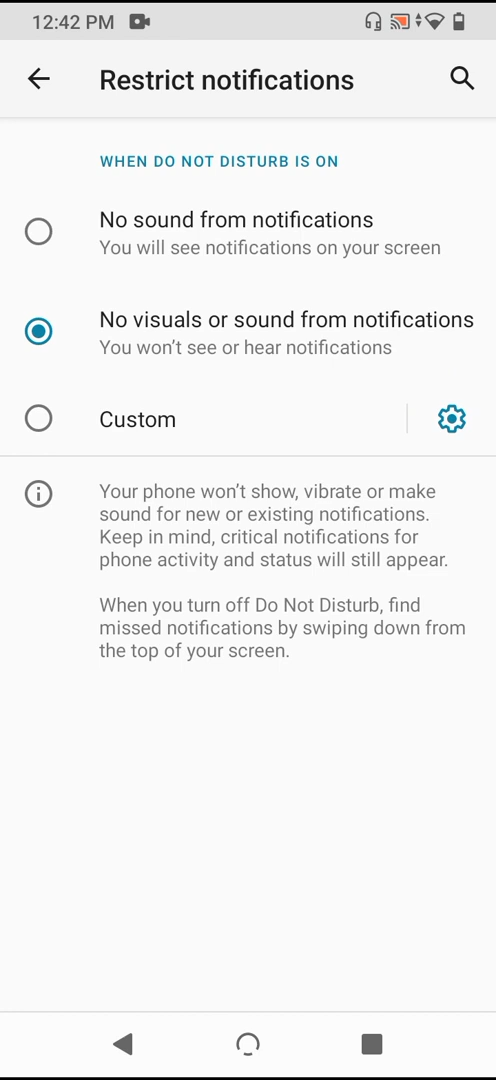 12:42 PM
Restrict notifications
WHEN DO NOT DISTURB IS ON
No sound from notifications
You will see notifications on your screen
No visuals or sound from notifications
You won’t see or hear notifications
Custom
Your phone won’t show, vibrate or make
sound for new or existing notifications.
Keep in mind, critical notifications for
phone activity and status will still appear.
When you turn off Do Not Disturb, find
missed notifications by swiping down from
the top of your screen.